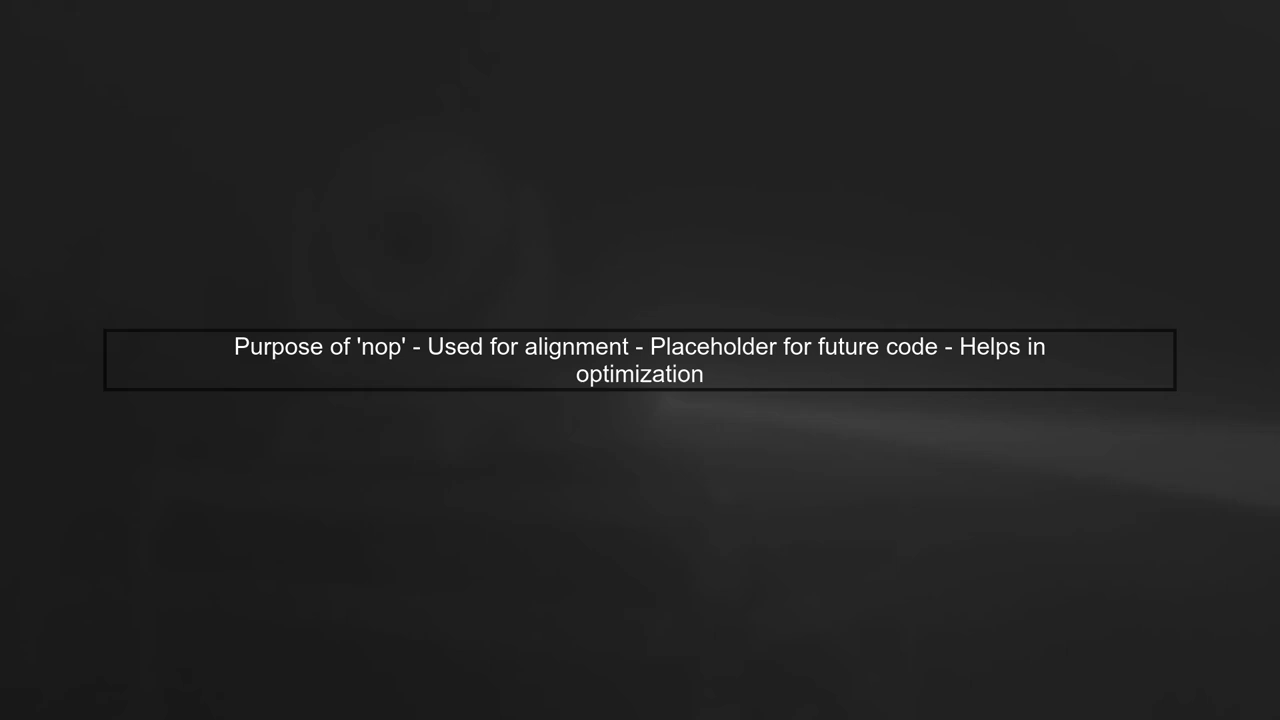 Purpose of 'nop' - Used for alignment - Placeholder for future code - Helps in
optimization